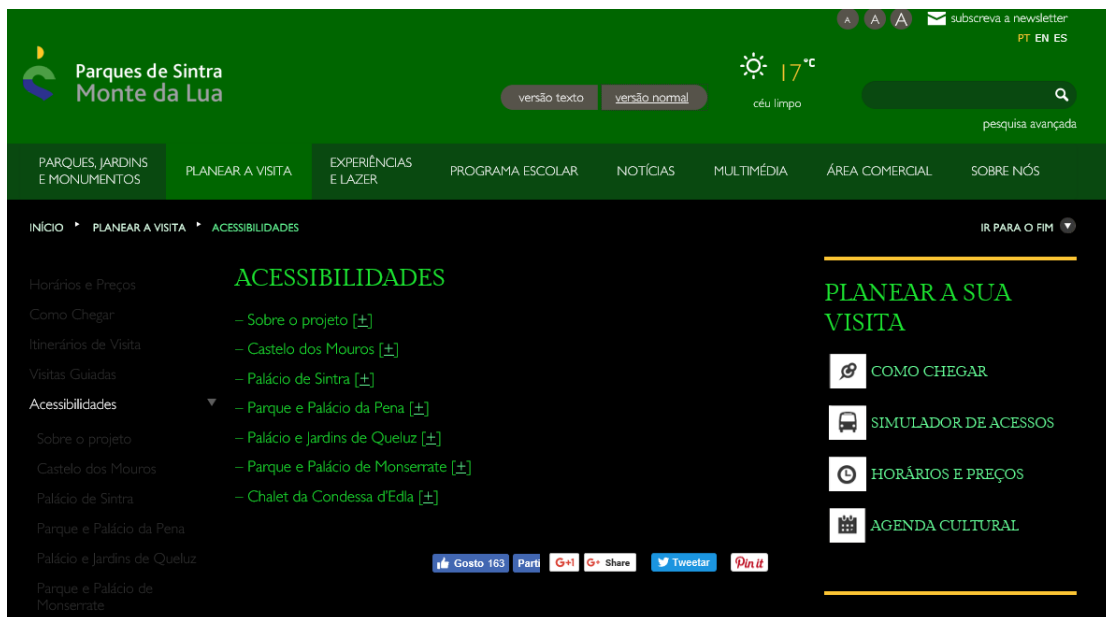 A A A subscreva a newsletter
PT EN ES
Parques de Sintra
Monte da Lua
17°C
céu limpo
versão texto versão normal
pesquisa avançada
PARQUES, JARDINS
E MONUMENTOS
PLANEAR A VISITA
EXPERIÊNCIAS
E LAZER
PROGRAMA ESCOLAR
NOTÍCIAS
MULTIMÉDIA
ÁREA COMERCIAL
SOBRE NÓS
INÍCIO PLANEAR A VISITA ACESSIBILIDADES
IR PARA O FIM
Horários e Preços
Como Chegar
Itinerários de Visita
Visitas Guiadas
Acessibilidades
Sobre o projeto
Castelo dos Mouros
Palácio de Sintra
Parque e Palácio da Pena
Palácio e Jardins de Queluz
Parque e Palácio de
Monserrate
ACESSIBILIDADES
– Sobre o projeto [+]
– Castelo dos Mouros [+]
– Palácio de Sintra [+]
– Parque e Palácio da Pena [+]
– Palácio e Jardins de Queluz [+]
– Parque e Palácio de Monserrate [+]
– Chalet da Condessa d'Edla [+]
Gosto 163 Parti G+1 G+ Share Tweetar Pin it
PLANEAR A SUA
VISITA
COMO CHEGAR
SIMULADOR DE ACESSOS
HORÁRIOS E PREÇOS
AGENDA CULTURAL